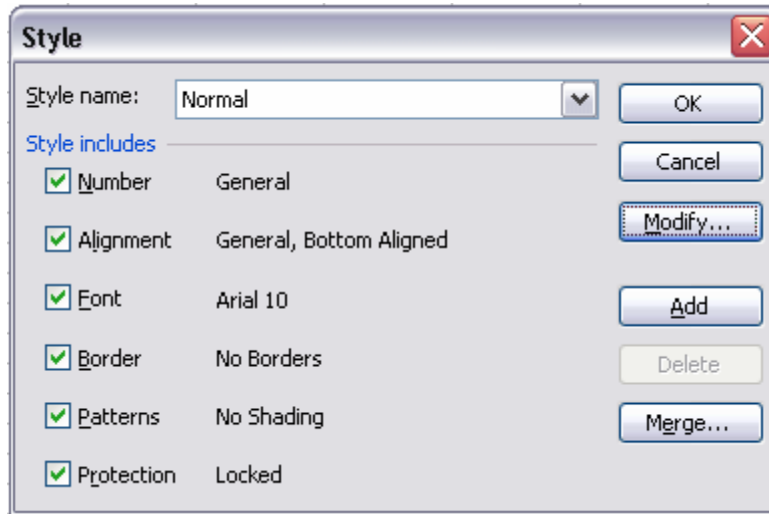 Style
Style name: Normal OK
Style includes Cancel
Number General
Modify...
Alignment General, Bottom Aligned
Font Arial 10 Add
Border No Borders Delete
Patterns No Shading Merge...
Protection Locked